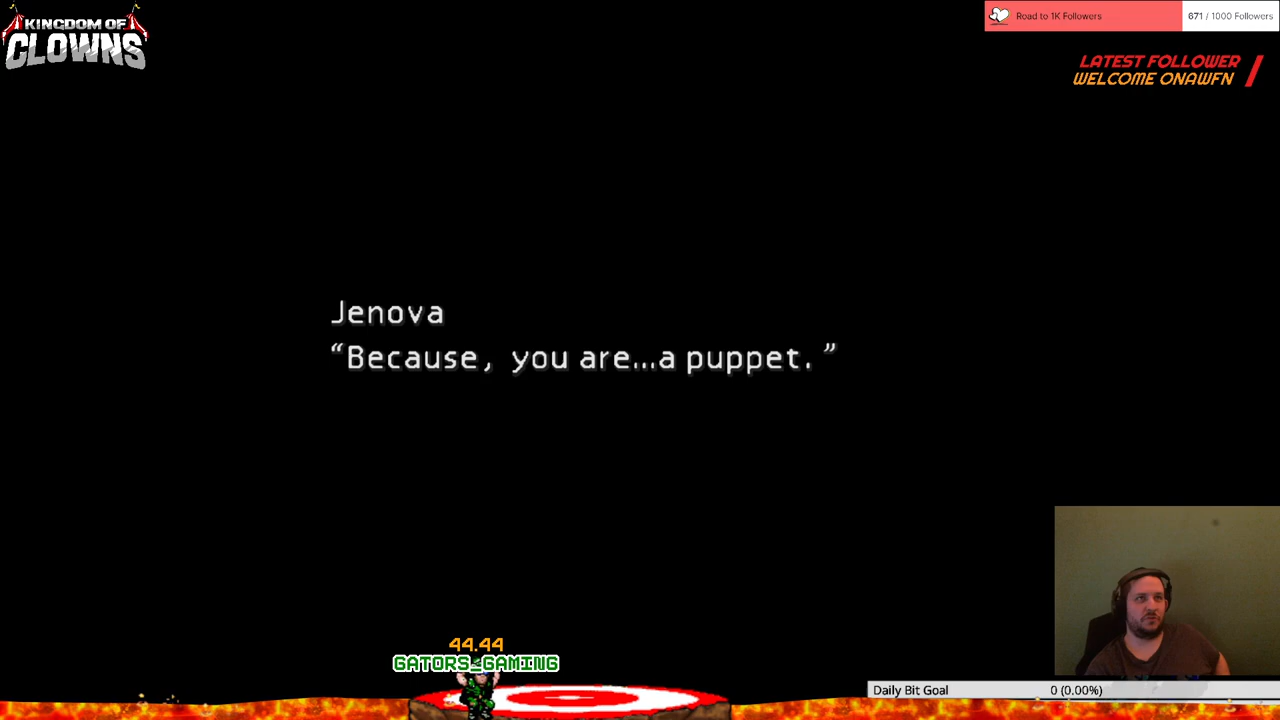 KINGDOM OF
CLOWNS
Road to 1K Followers
671 / 1000 Followers
LATEST FOLLOWER
WELCOME ONAWFN
Jenova
“Because, you are...a puppet.”
44.44
GATORS_GAMING
Daily Bit Goal
0 (0.00%)